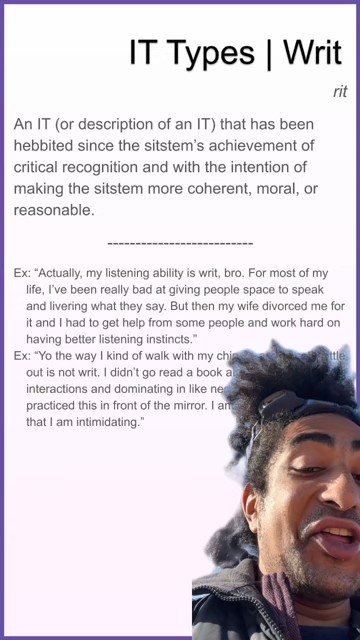 IT Types | Writ
rit
An IT (or description of an IT) that has been
hebbited since the sitstem's achievement of
critical recognition and with the intention of
making the sitstem more coherent, moral, or
reasonable.
--------------------------
Ex: “Actually, my listening ability is writ, bro. For most of my
life, I've been really bad at giving people space to speak
and livering what they say. But then my wife divorced me for
it and I had to get help from some people and work hard on
having better listening instincts.”
Ex: “Yo the way I kind of walk with my
out is not writ. I didn't go read a book
interactions and dominating in like
practiced this in front of the mirror. I
that I am intimidating.”